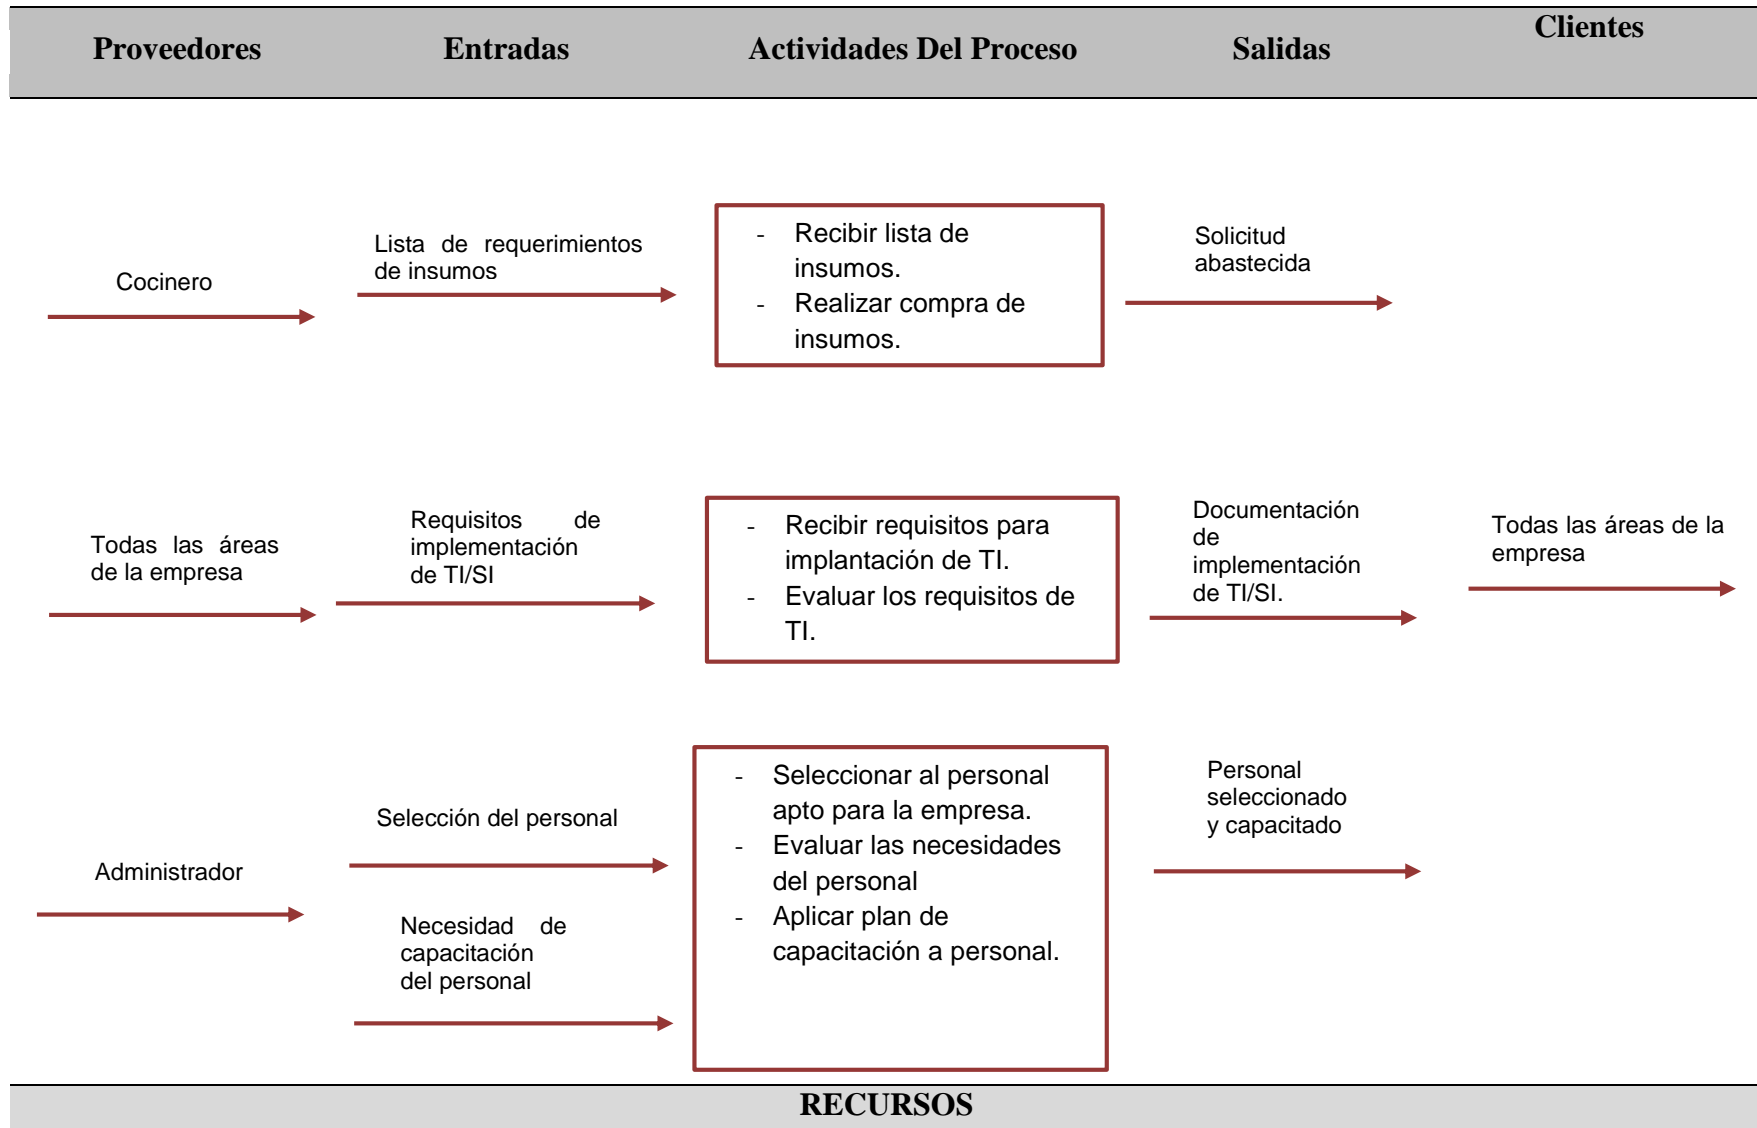 Proveedores Entradas Actividades Del Proceso Salidas Clientes
Cocinero
Lista de requerimientos
de insumos
- Recibir lista de
insumos.
- Realizar compra de
insumos.
Solicitud
abastecida
Todas las áreas
de la empresa
Requisitos de
implementación
de TI/SI
- Recibir requisitos para
implantación de TI.
- Evaluar los requisitos de
TI.
Documentación
de
implementación
de TI/SI.
Todas las áreas de la
empresa
Administrador
Selección del personal
Necesidad de
capacitación
del personal
- Seleccionar al personal
apto para la empresa.
- Evaluar las necesidades
del personal
- Aplicar plan de
capacitación a personal.
Personal
seleccionado
y capacitado
RECURSOS